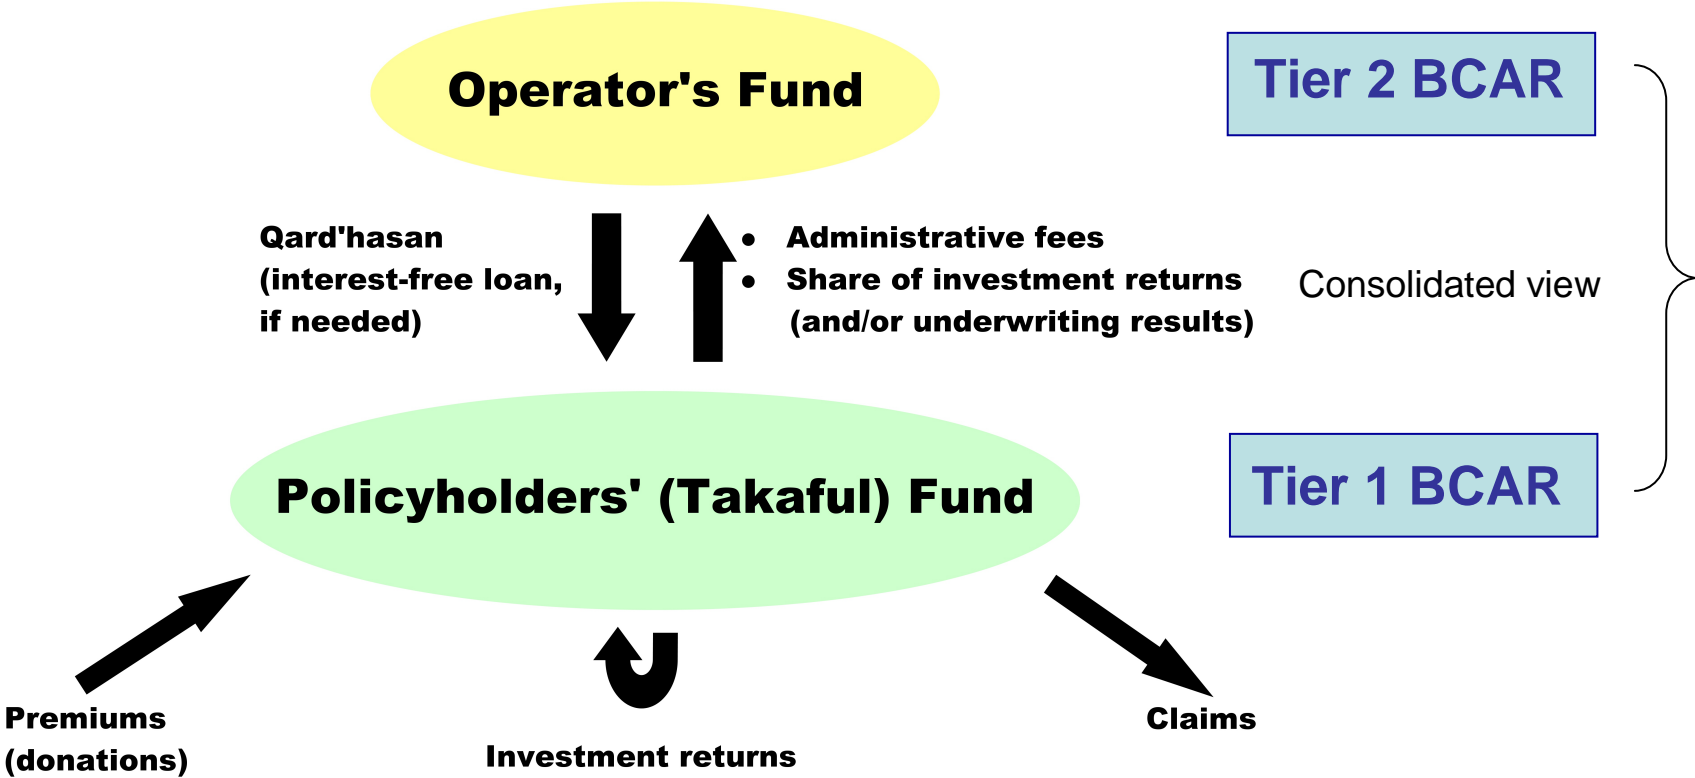 Operator's Fund
Tier 2 BCAR
Qard'hasan
(interest-free loan,
if needed)
• Administrative fees
• Share of investment returns
(and/or underwriting results)
Consolidated view
Policyholders' (Takaful) Fund
Tier 1 BCAR
Premiums
(donations)
Investment returns
Claims